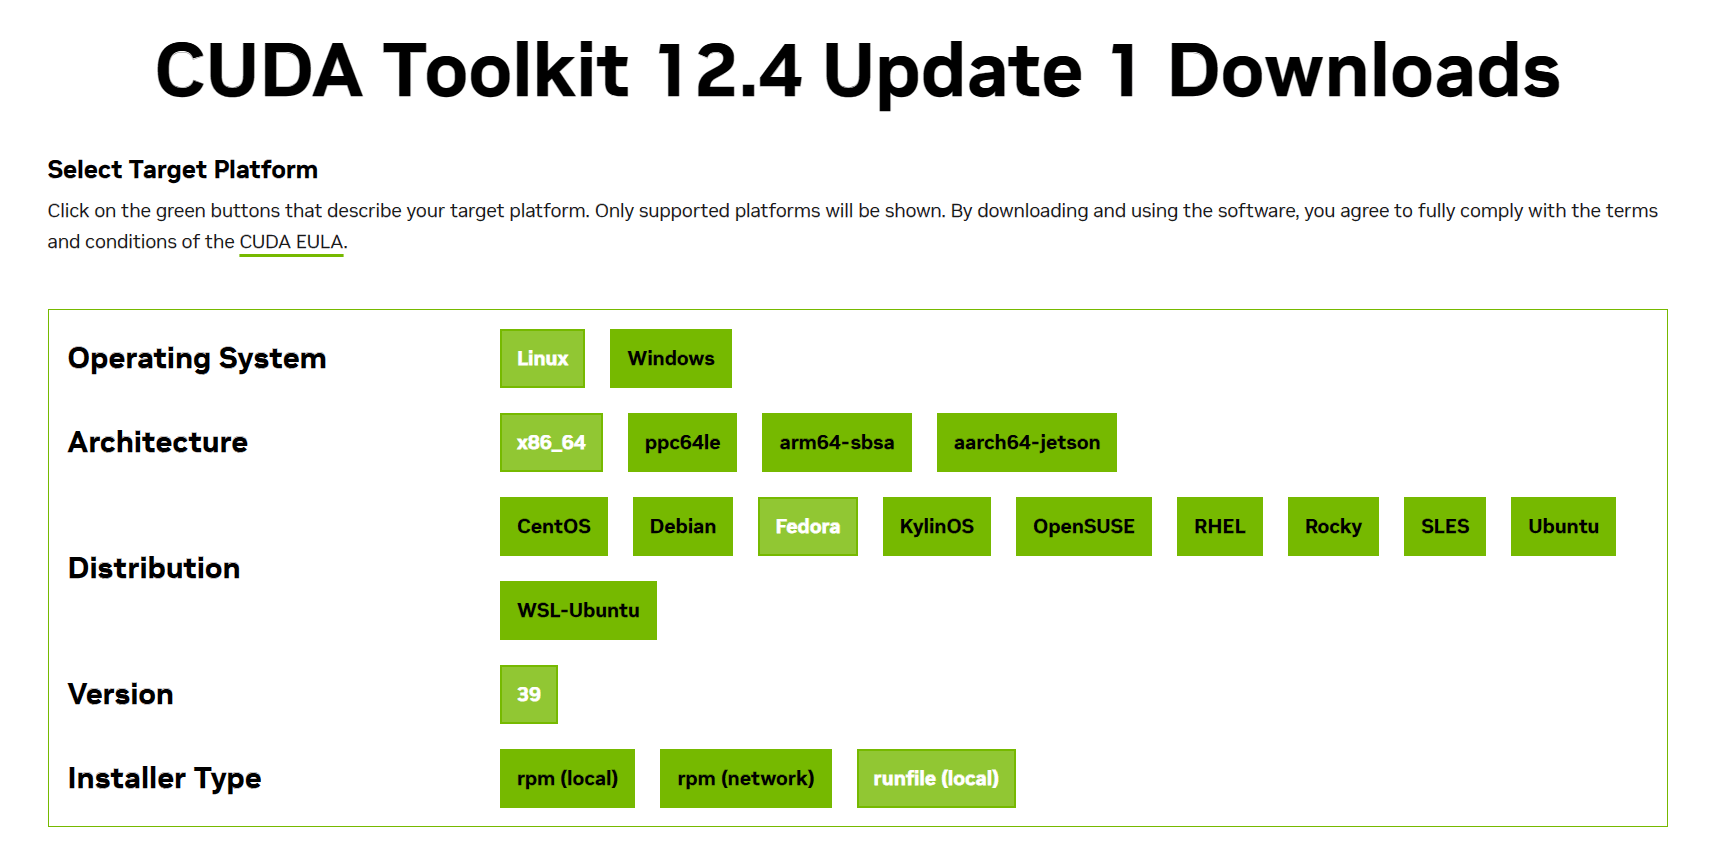 CUDA Toolkit 12.4 Update 1 Downloads
Select Target Platform
Click on the green buttons that describe your target platform. Only supported platforms will be shown. By downloading and using the software, you agree to fully comply with the terms
and conditions of the CUDA EULA.
Operating System
Linux Windows
Architecture
x86_64 ppc64le arm64-sbsa aarch64-jetson
Distribution
CentOS Debian Fedora KylinOS OpenSUSE RHEL Rocky SLES Ubuntu
WSL-Ubuntu
Version
39
Installer Type
rpm (local) rpm (network) runfile (local)